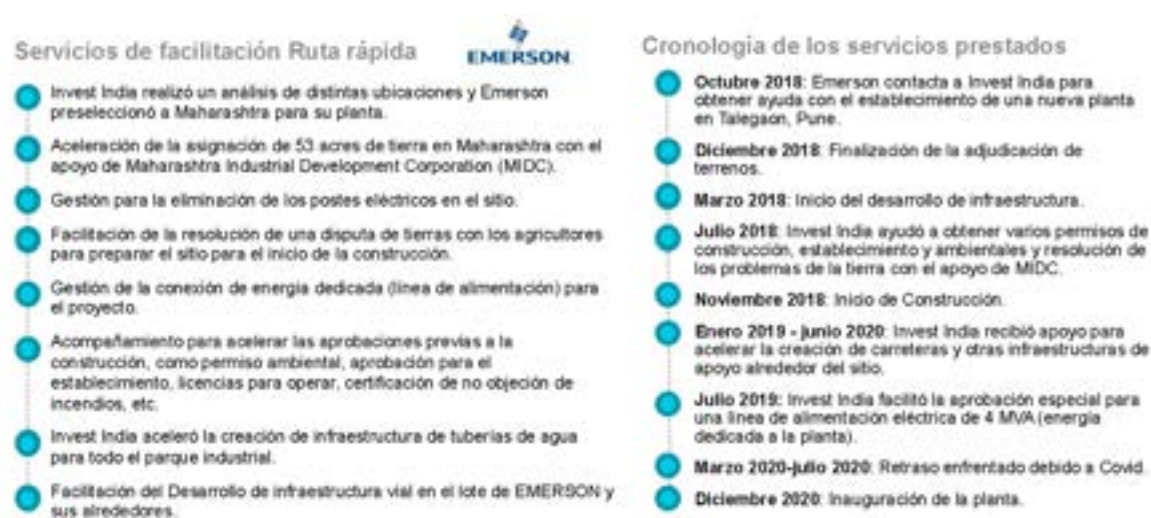 Servicios de facilitación Ruta rápida
EMERSON
Invest India realizó un análisis de distintas ubicaciones y Emerson
preseleccionó a Maharashtra para su planta.
Aceleración de la asignación de 53 acres de tierra en Maharashtra con el
apoyo de Maharashtra Industrial Development Corporation (MIDC).
Gestión para la eliminación de los postes eléctricos en el sitio.
Facilitación de la resolución de una disputa de tierras con los agricultores
para preparar el sitio para el inicio de la construcción.
Gestión de la conexión de energía dedicada (línea de alimentación) para
el proyecto.
Acompañamiento para acelerar las aprobaciones previas a la
construcción, como permiso ambiental, aprobación para el
establecimiento, licencias para operar, certificación de no objeción de
incendios, etc.
Invest India aceleró la creación de infraestructura de tuberías de agua
para todo el parque industrial.
Facilitación del Desarrollo de infraestructura vial en el lote de EMERSON y
sus alrededores.
Cronología de los servicios prestados
Octubre 2018: Emerson contacta a Invest India para
obtener ayuda con el establecimiento de una nueva planta
en Talegaon, Pune.
Diciembre 2018: Finalización de la adjudicación de
terrenos.
Marzo 2018: Inicio del desarrollo de infraestructura.
Julio 2018: Invest India ayudó a obtener varios permisos de
construcción, establecimiento y ambientales y resolución de
los problemas de la tierra con el apoyo de MIDC.
Noviembre 2018: Inicio de Construcción.
Enero 2019 - junio 2020: Invest India recibió apoyo para
acelerar la creación de carreteras y otras infraestructuras de
apoyo alrededor del sitio.
Julio 2019: Invest India facilitó la aprobación especial para
una línea de alimentación eléctrica de 4 MVA (energía
dedicada a la planta).
Marzo 2020-julio 2020: Retraso enfrentado debido a Covid.
Diciembre 2020: Inauguración de la planta.